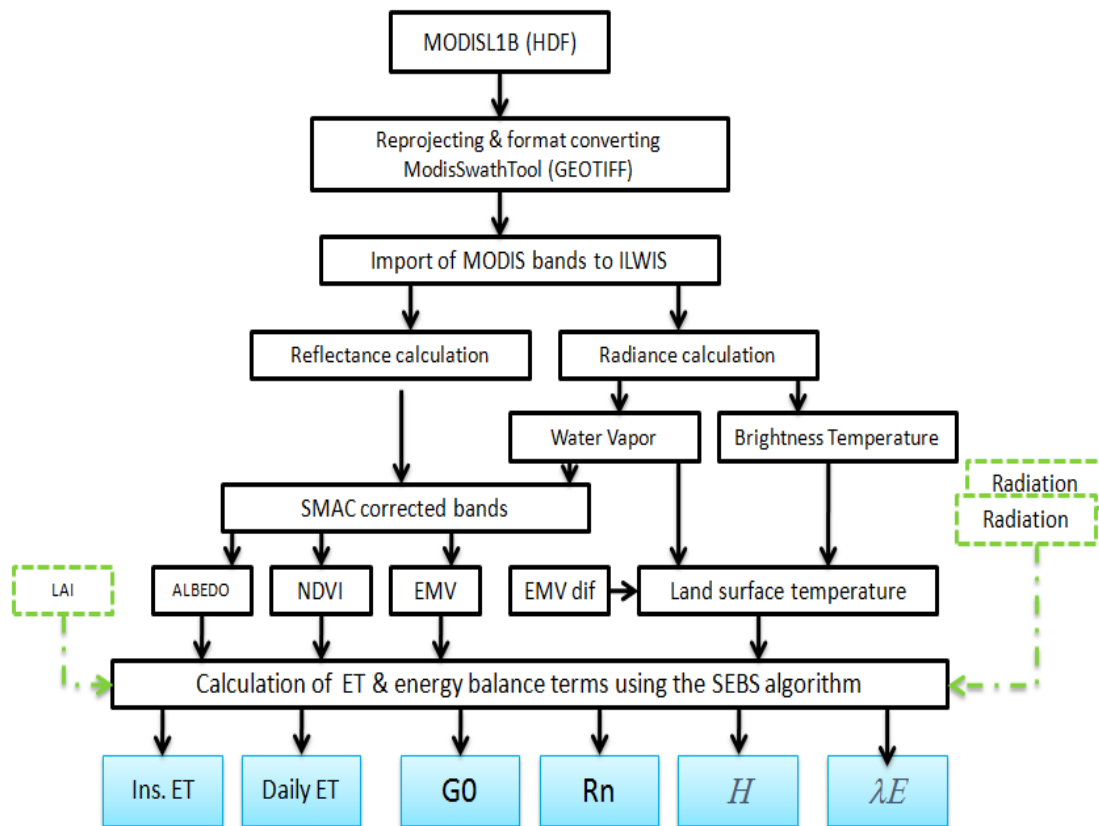 MODISL1B (HDF)
Reprojecting & format converting
ModisSwathTool (GEOTIFF)
Import of MODIS bands to ILWIS
Reflectance calculation
Radiance calculation
Water Vapor
Brightness Temperature
Radiation
Radiation
SMAC corrected bands
LAI
ALBEDO
NDVI
EMV
EMV dif
Land surface temperature
Calculation of ET & energy balance terms using the SEBS algorithm
Ins. ET
Daily ET
G0
Rn
H
λE